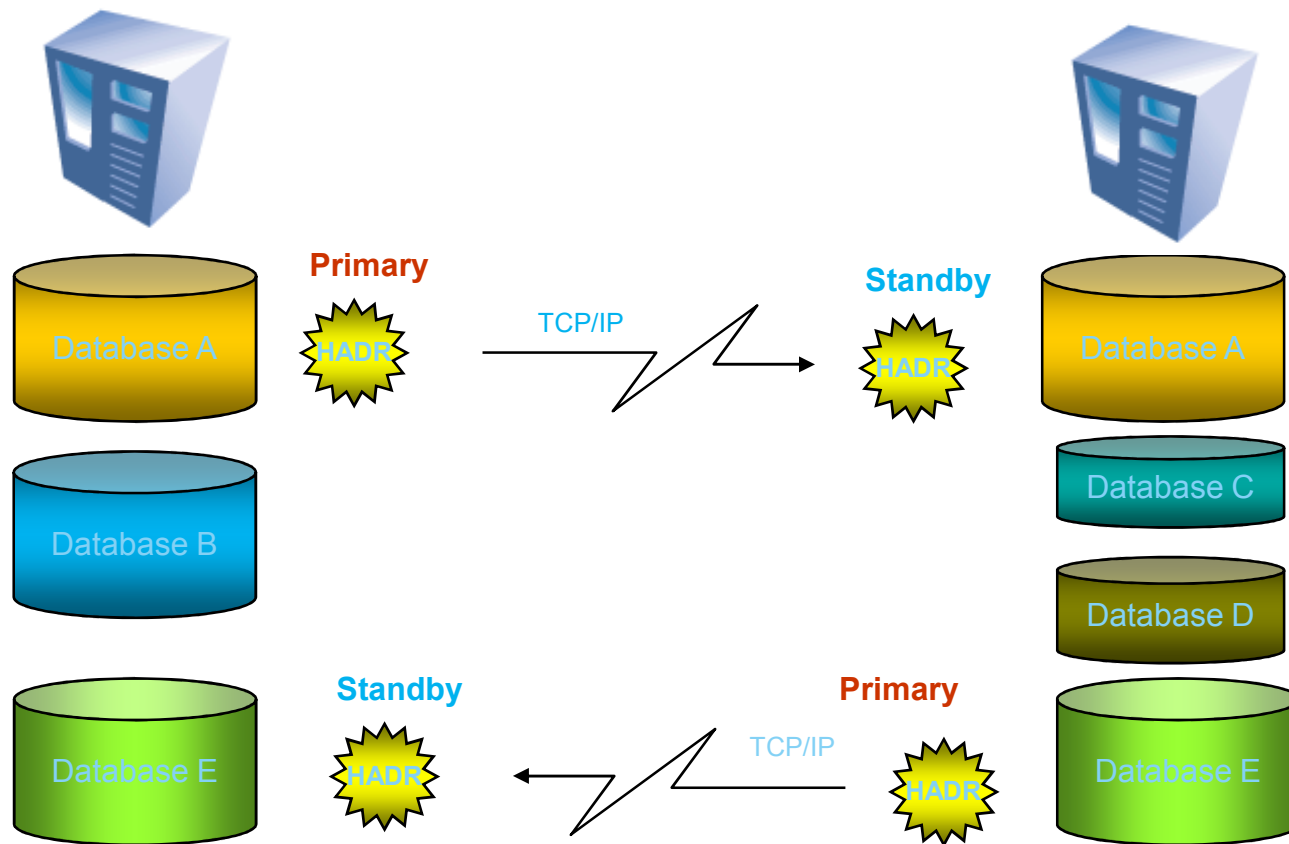 Primary
Standby
TCP/IP
Database A
HADR
HADR
Database A
Database C
Database B
Database D
Standby
Primary
TCP/IP
Database E
HADR
HADR
Database E